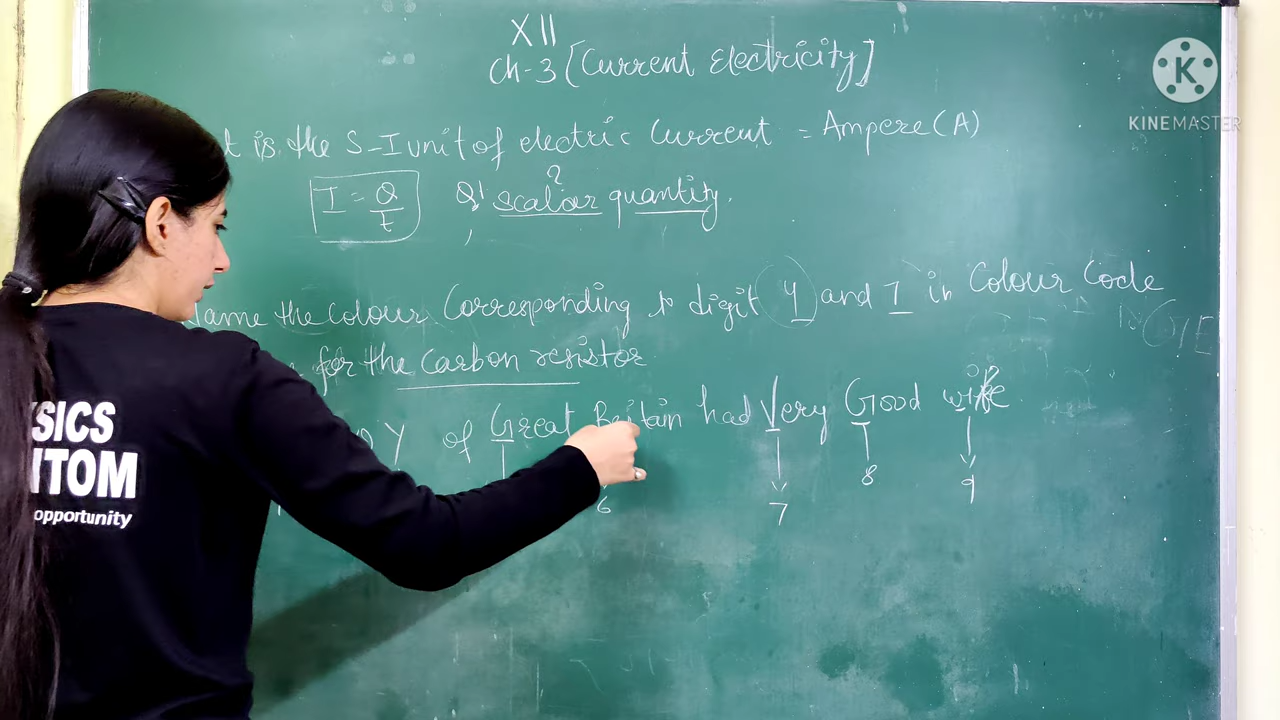 XII
Ch-3 [Current Electricity]
KINEMASTER
t is the S-I unit of electric Current = Ampere (A)
I = Q/t Q! scalar quantity.
?
Name the Colour Corresponding to digit 4 and 7 in Colour Code
for the Carbon resistor
Y of Great Britain had Very Good wife
6 7 8 9
SICS
ITOM
opportunity